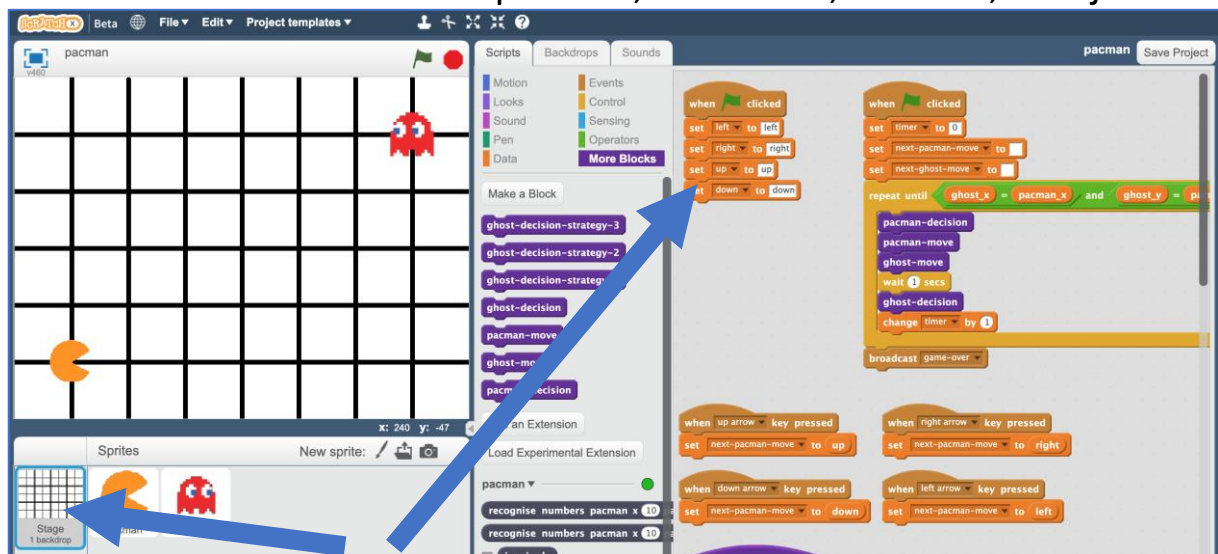 SCRATCHX Beta File▼ Edit▼ Project templates▼
v460
pacman
x: 240 y: -47
Sprites New sprite:
Stage
1 backdrop
Scripts Backdrops Sounds
Motion Events
Looks Control
Sound Sensing
Pen Operators
Data More Blocks
Make a Block
ghost-decision-strategy-3
ghost-decision-strategy-2
ghost-decision
pacman-move
an Extension
Load Experimental Extension
pacman▼
recognise numbers pacman x 10
recognise numbers pacman x 10
pacman Save Project
when clicked
set left to left
set right to right
set up to up
down to down
when clicked
set timer to 0
set next-pacman-move to
set next-ghost-move to
repeat until ghost_x = pacman_x and ghost_y =
pacman-decision
pacman-move
ghost-move
wait 1 secs
ghost-decision
change timer by 1
broadcast game-over
when up arrow key pressed
set next-pacman-move to up
when right arrow key pressed
set next-pacman-move to right
when down arrow key pressed
set next-pacman-move to down
when left arrow key pressed
set next-pacman-move to left